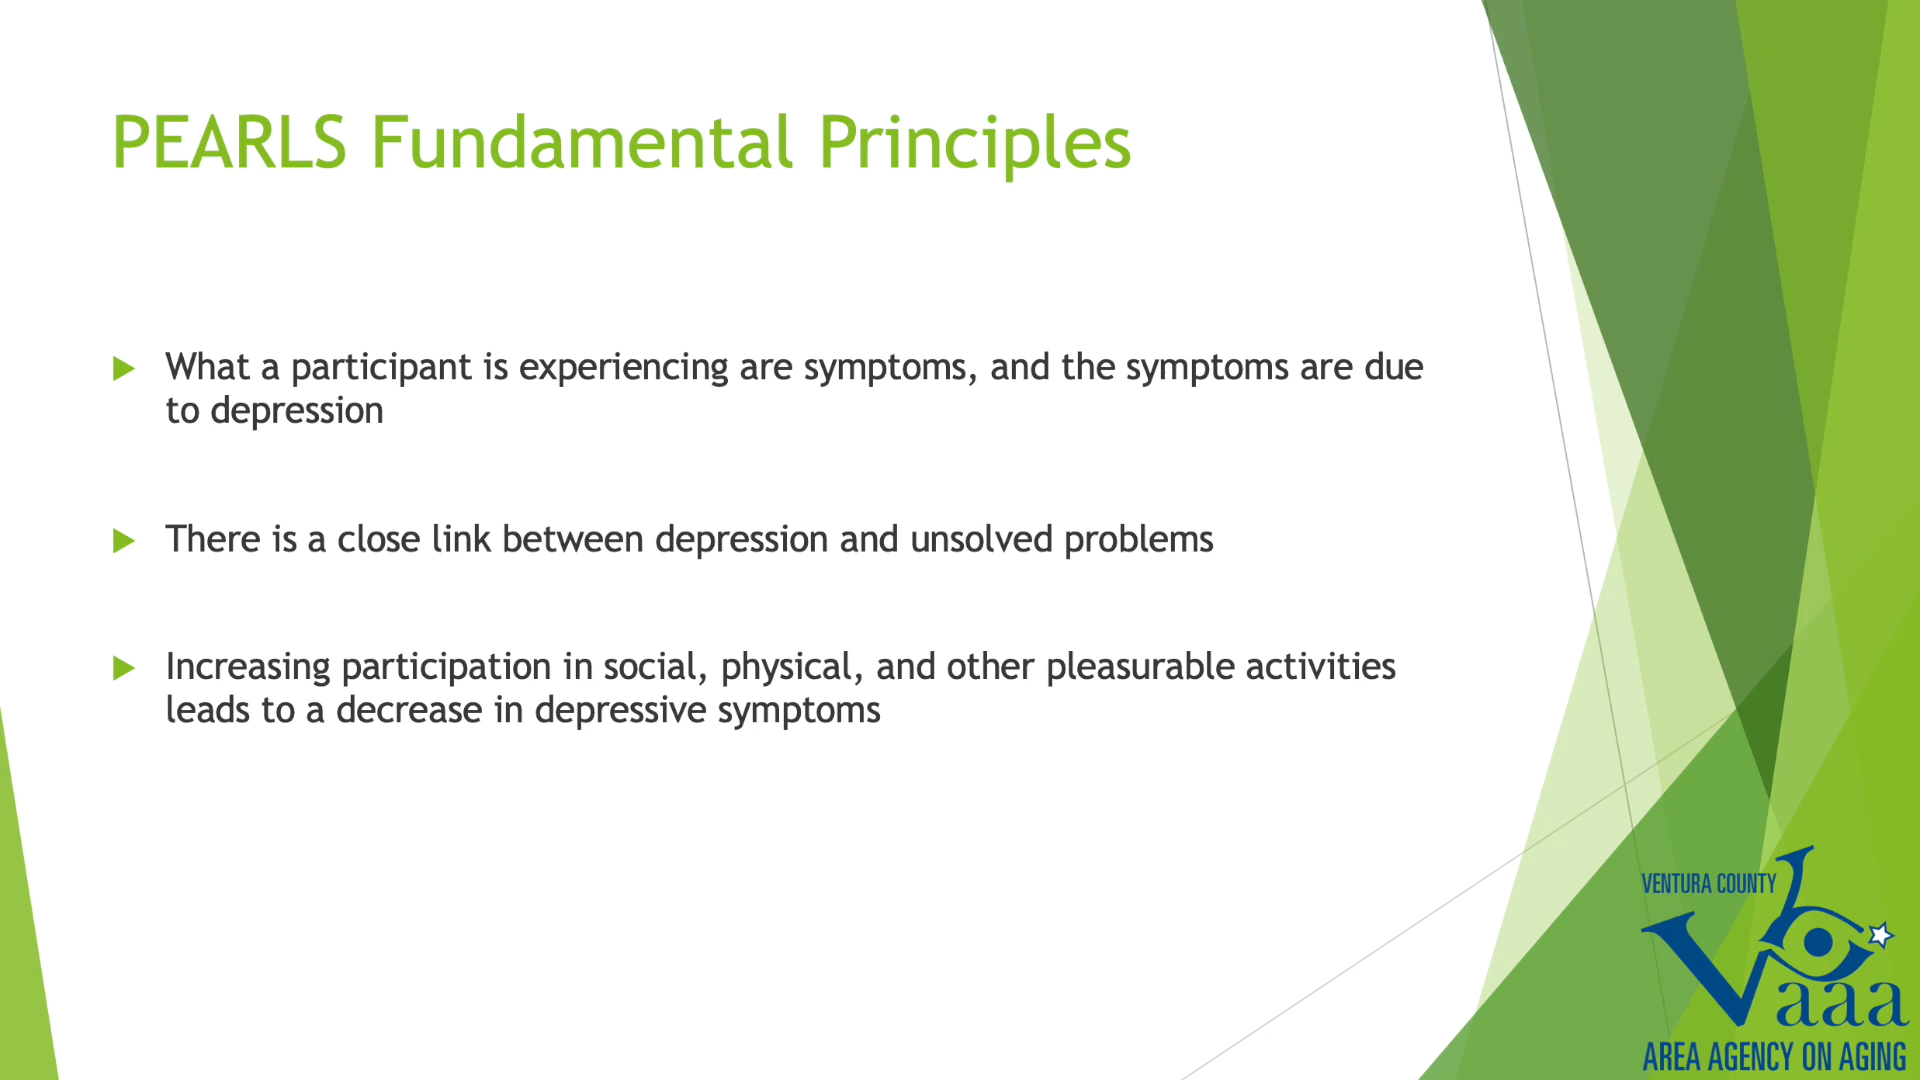 PEARLS Fundamental Principles
What a participant is experiencing are symptoms, and the symptoms are due
to depression
There is a close link between depression and unsolved problems
Increasing participation in social, physical, and other pleasurable activities
leads to a decrease in depressive symptoms
VENTURA COUNTY
Vcaaa
AREA AGENCY ON AGING